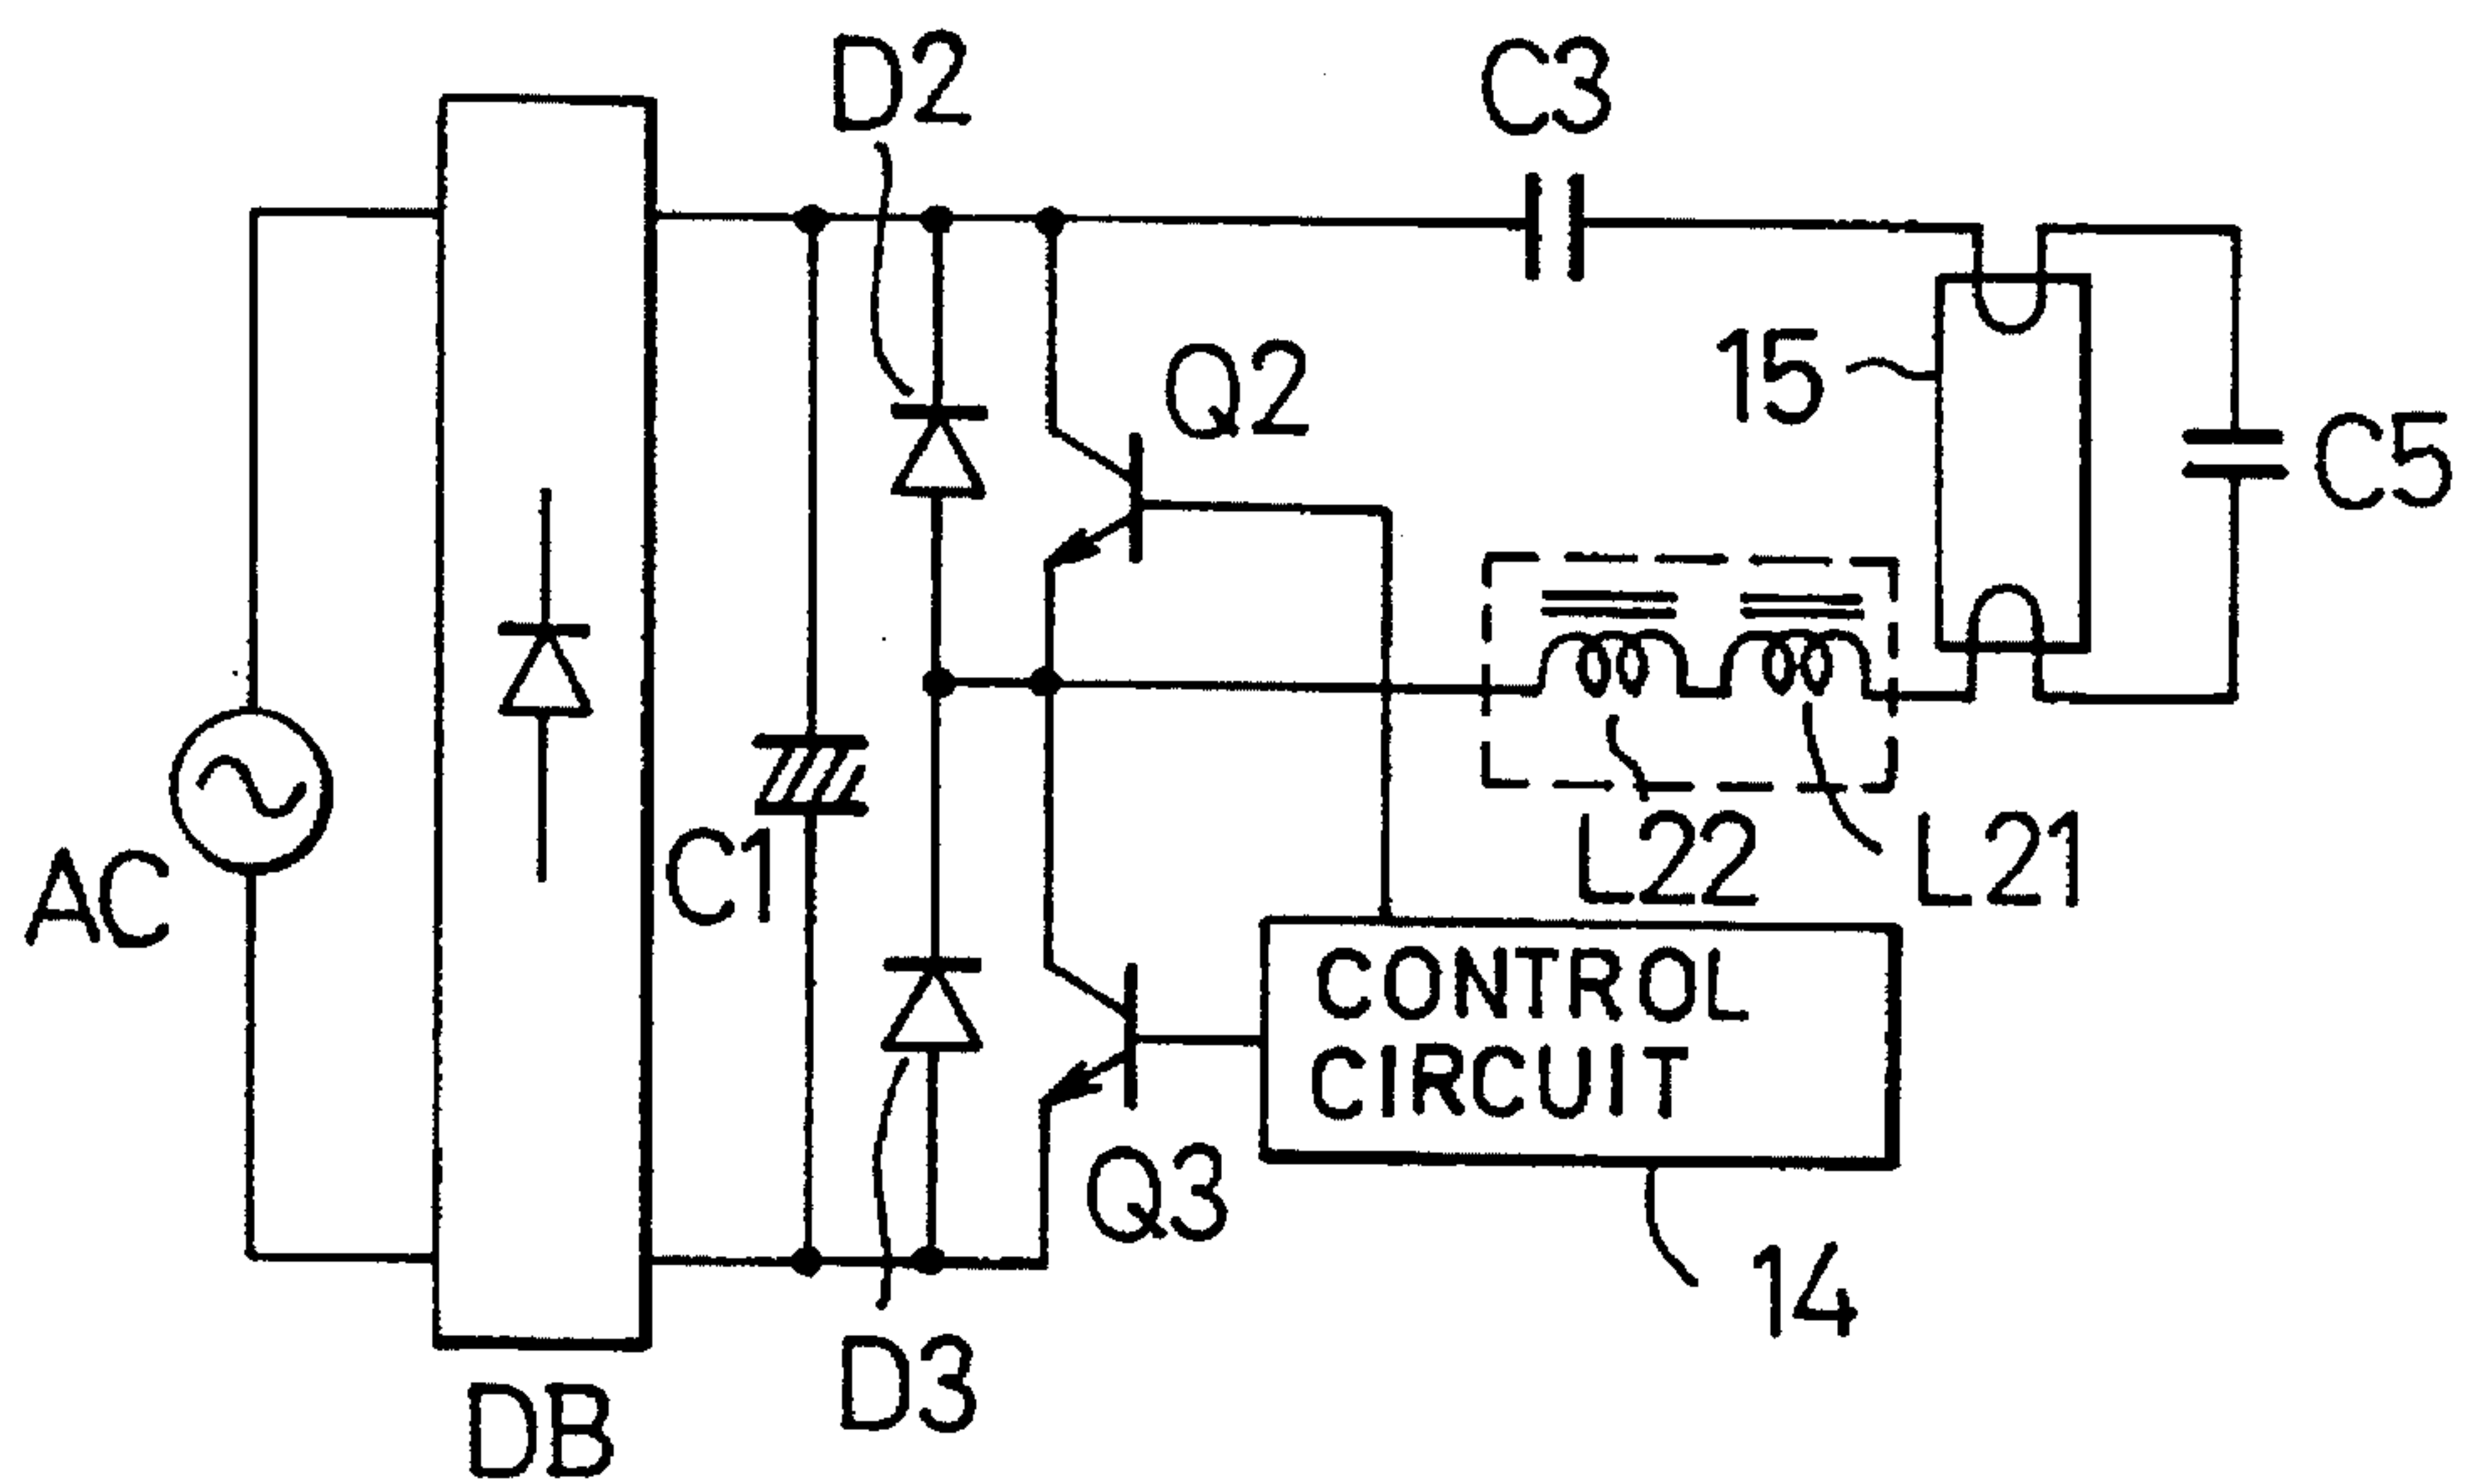 D2
C3
Q2
15
C5
AC
C1
L22
L21
CONTROL
CIRCUIT
Q3
14
D3
DB